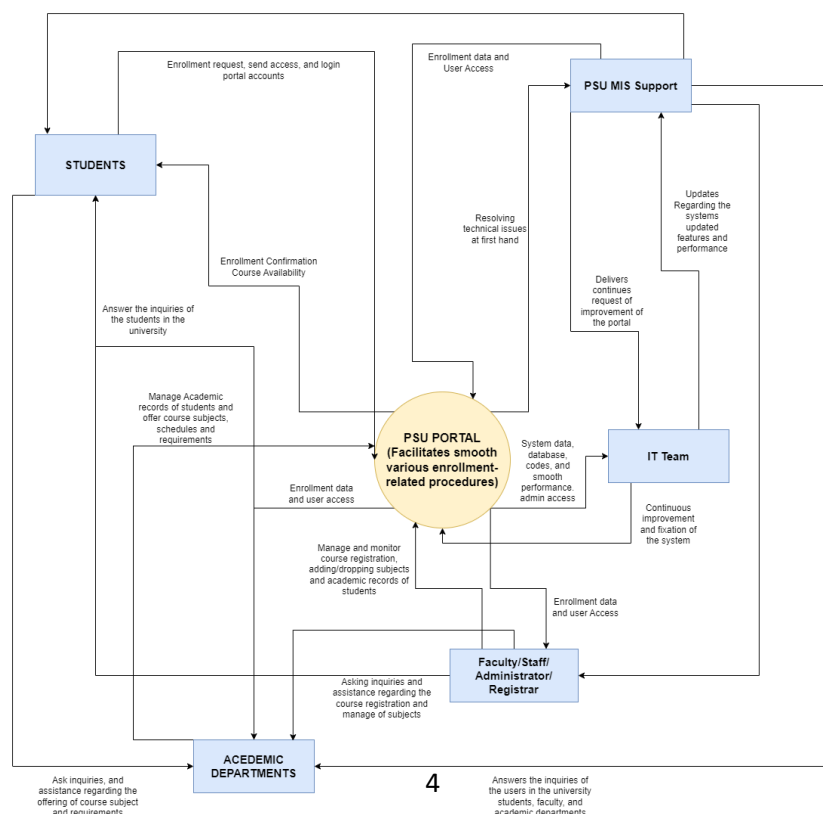 Enrollment request, send access, and login
portal accounts
Enrollment data and
User Access
PSU MIS Support
STUDENTS
Updates
Regarding the
systems
updated
features and
performance
Resolving
technical issues
at first hand
Enrollment Confirmation
Course Availability
Delivers
continues
request of
improvement of
the portal
Answer the inquiries of
the students in the
university
Manage Academic
records of students and
offer course subjects,
schedules and
requirements
PSU PORTAL
(Facilitates smooth
various enrollment-
related procedures)
System data,
database,
codes, and
smooth
performance.
admin access
IT Team
Enrollment data
and user access
Continuous
improvement
and fixation of
the system
Manage and monitor
course registration,
adding/dropping subjects
and academic records of
students
Enrollment data
and user Access
Faculty/Staff/
Administrator/
Registrar
Asking inquiries and
assistance regarding the
course registration and
manage of subjects
ACEDEMIC
DEPARTMENTS
4
Ask inquiries, and
assistance regarding the
offering of course subject
and requirements
Answers the inquiries of
the users in the university
students, faculty, and
academic departments